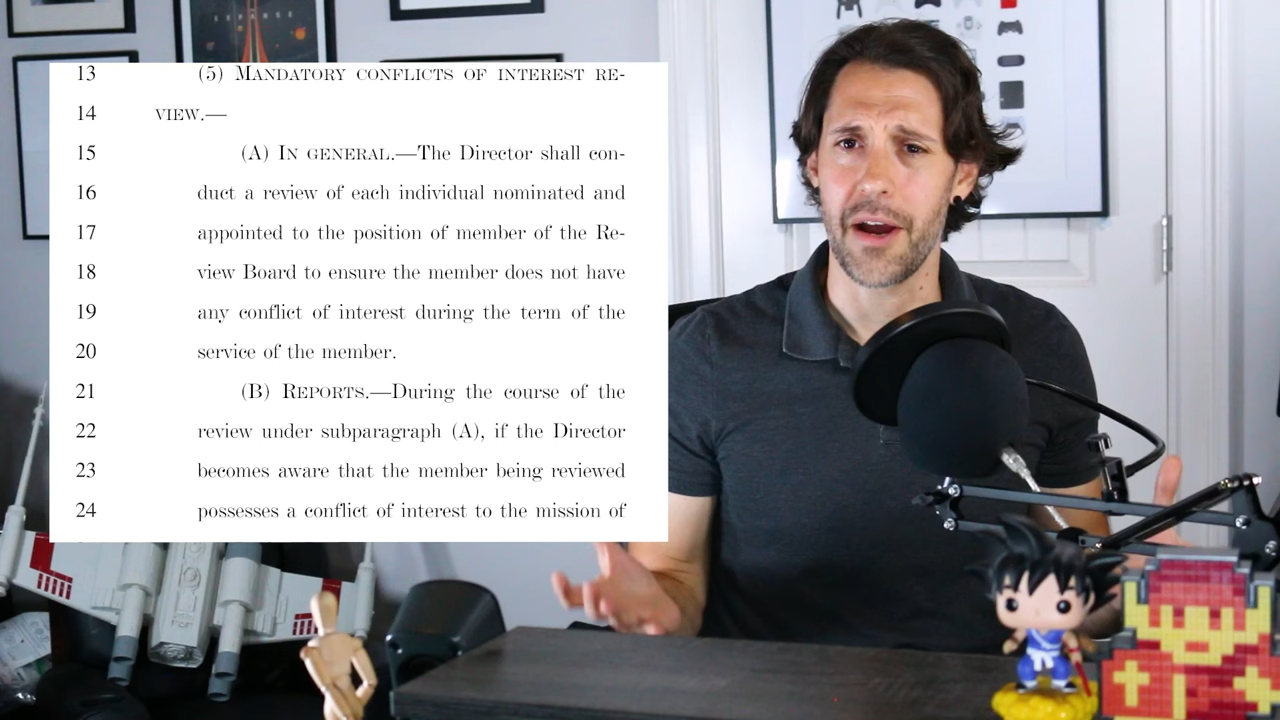 EXPANSE
13 (5) MANDATORY CONFLICTS OF INTEREST RE-
14 VIEW.—
15 (A) IN GENERAL.—The Director shall con-
16 duct a review of each individual nominated and
17 appointed to the position of member of the Re-
18 view Board to ensure the member does not have
19 any conflict of interest during the term of the
20 service of the member.
21 (B) REPORTS.—During the course of the
22 review under subparagraph (A), if the Director
23 becomes aware that the member being reviewed
24 possesses a conflict of interest to the mission of